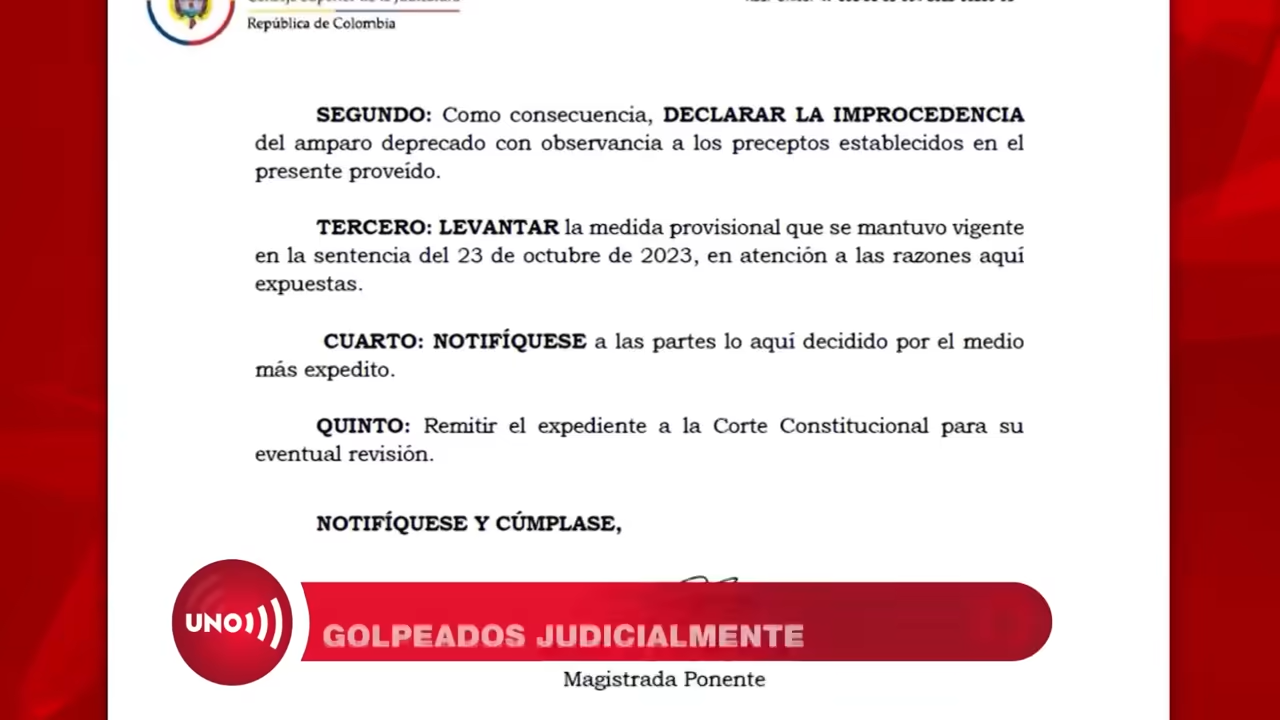 República de Colombia
SEGUNDO: Como consecuencia, DECLARAR LA IMPROCEDENCIA
del amparo deprecado con observancia a los preceptos establecidos en el
presente proveído.
TERCERO: LEVANTAR la medida provisional que se mantuvo vigente
en la sentencia del 23 de octubre de 2023, en atención a las razones aquí
expuestas.
CUARTO: NOTIFÍQUESE a las partes lo aquí decidido por el medio
más expedito.
QUINTO: Remitir el expediente a la Corte Constitucional para su
eventual revisión.
NOTIFÍQUESE Y CÚMPLASE,
UNO
GOLPEADOS JUDICIALMENTE
Magistrada Ponente